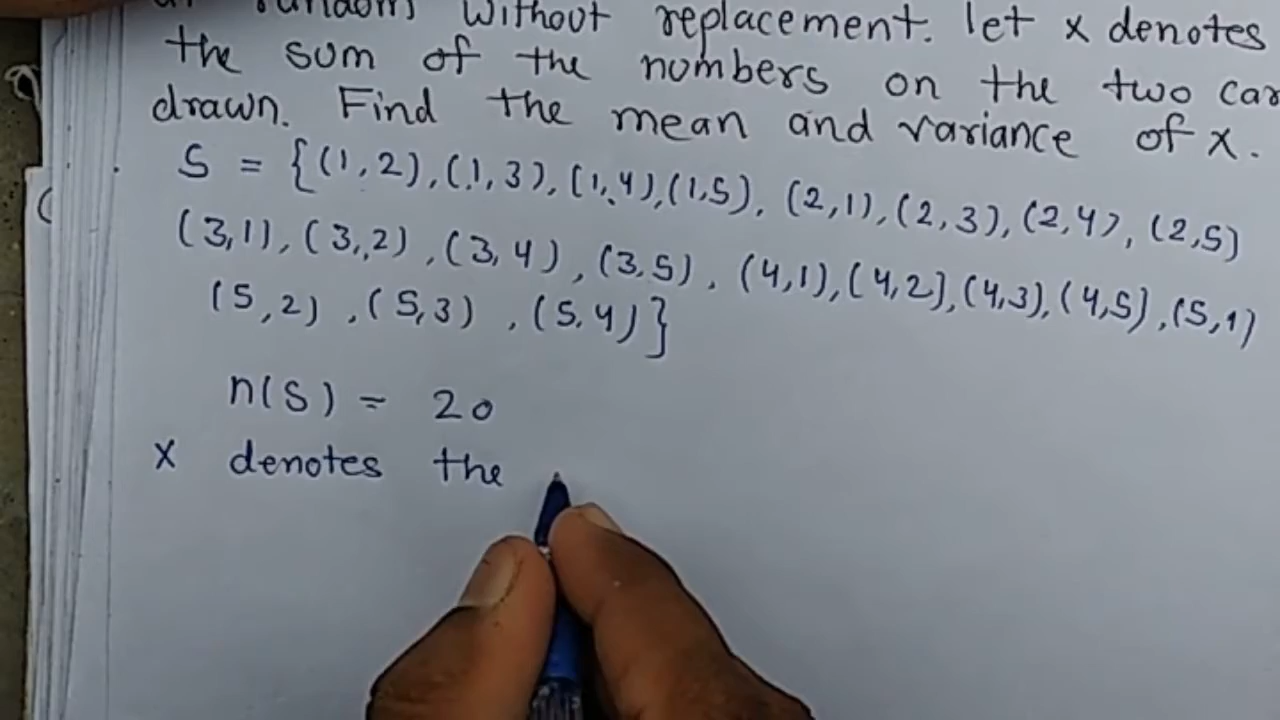 random without replacement. let x denotes
the sum of the numbers on the two car
drawn. Find the mean and variance of x.
S = {(1,2),(1,3),(1,4),(1,5),(2,1),(2,3),(2,4),(2,5)
(3,1),(3,2),(3,4),(3,5),(4,1),(4,2),(4,3),(4,5),(5,1)
(5,2),(5,3),(5,4)}
n(S) = 20
x denotes the